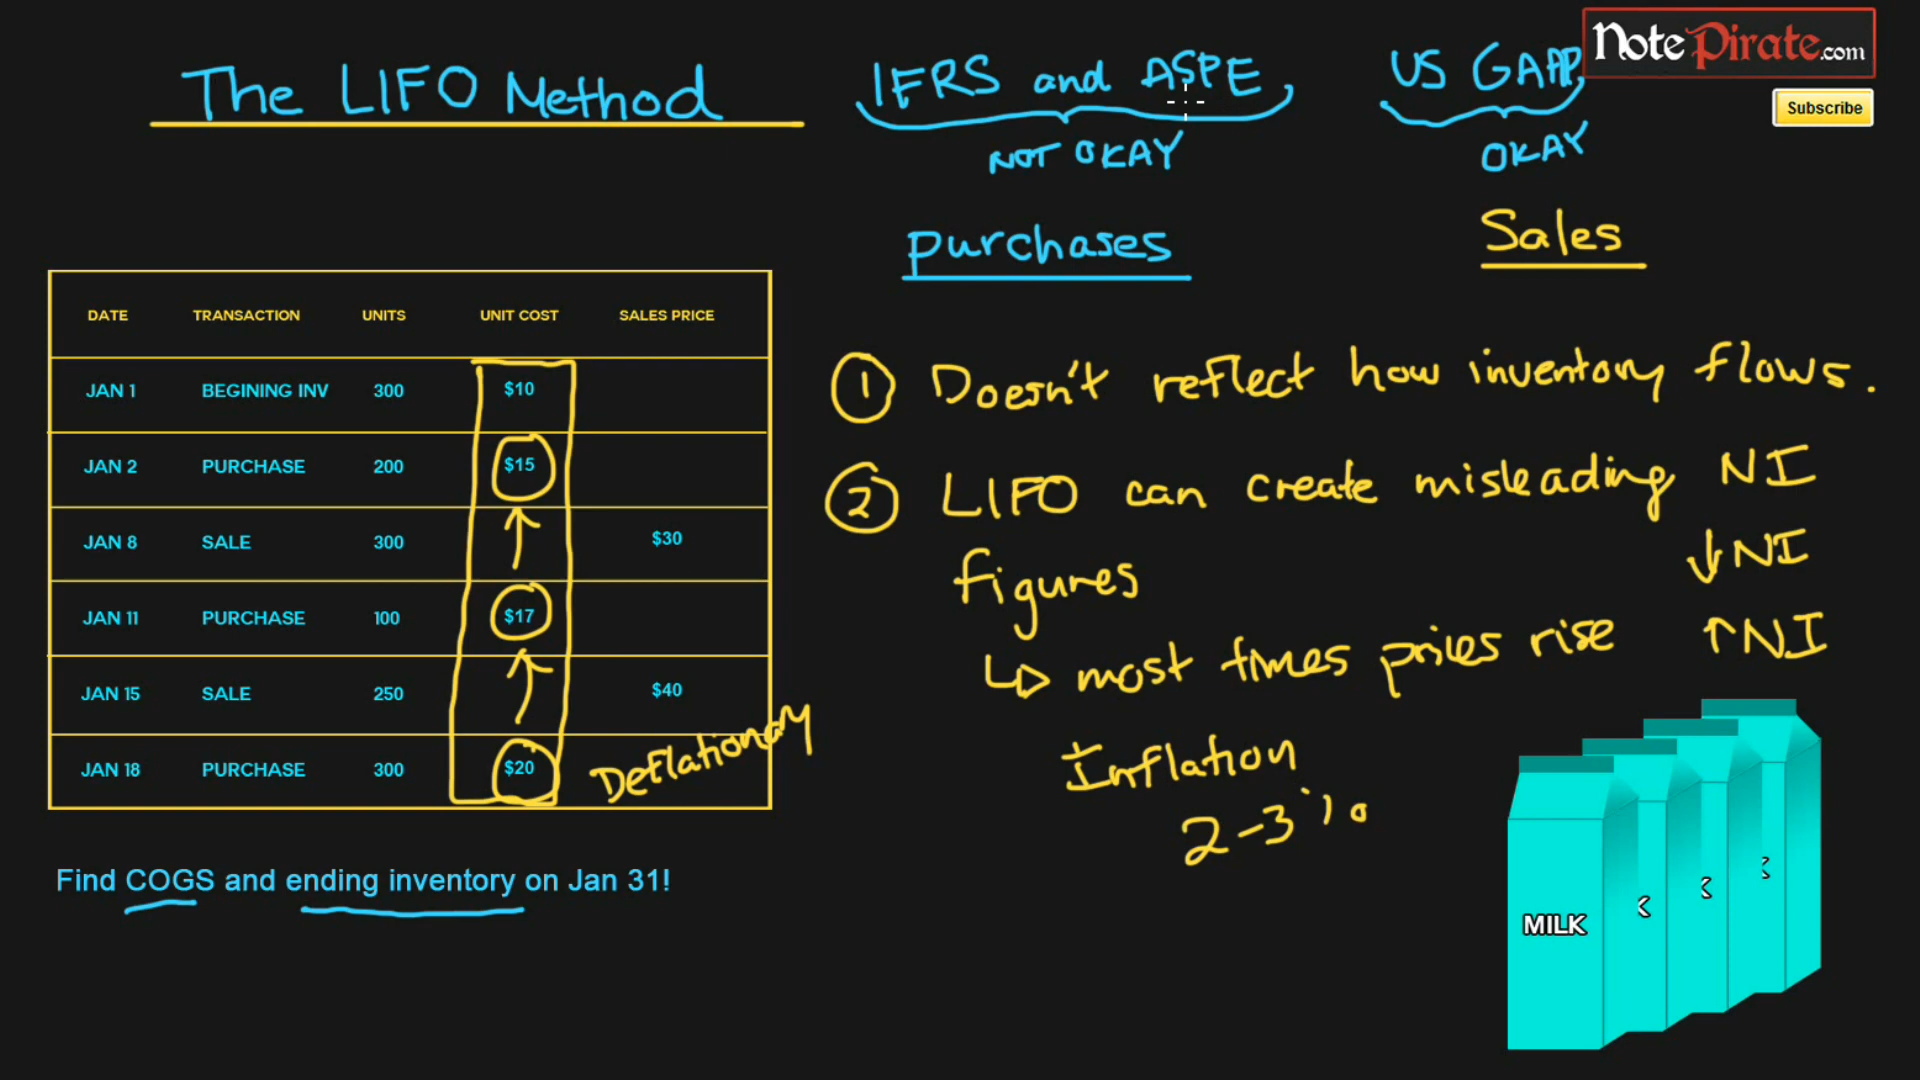 The LIFO Method
IFRS and ASPE,
US GAAP,
NotePirate.com
Subscribe
NOT OKAY
OKAY
purchases
Sales
DATE TRANSACTION UNITS UNIT COST SALES PRICE
JAN 1 BEGINING INV 300 $10
JAN 2 PURCHASE 200 $15
JAN 8 SALE 300 $30
JAN 11 PURCHASE 100 $17
JAN 15 SALE 250 $40
JAN 18 PURCHASE 300 $20
Deflationary
Find COGS and ending inventory on Jan 31!
① Doesn't reflect how inventory flows.
② LIFO can create misleading NI
figures
↓NI
↳ most times prices rise ↑NI
Inflation
2-3%
MILK
K
K
K